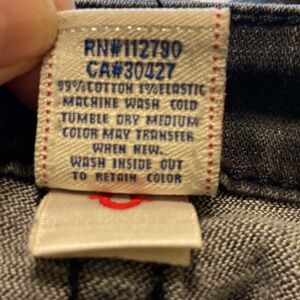 RN#112790
CA#30427
99%COTTON 1%ELASTIC
MACHINE WASH COLD
TUMBLE DRY MEDIUM
COLOR MAY TRANSFER
WHEN NEW.
WASH INSIDE OUT
TO RETAIN COLOR